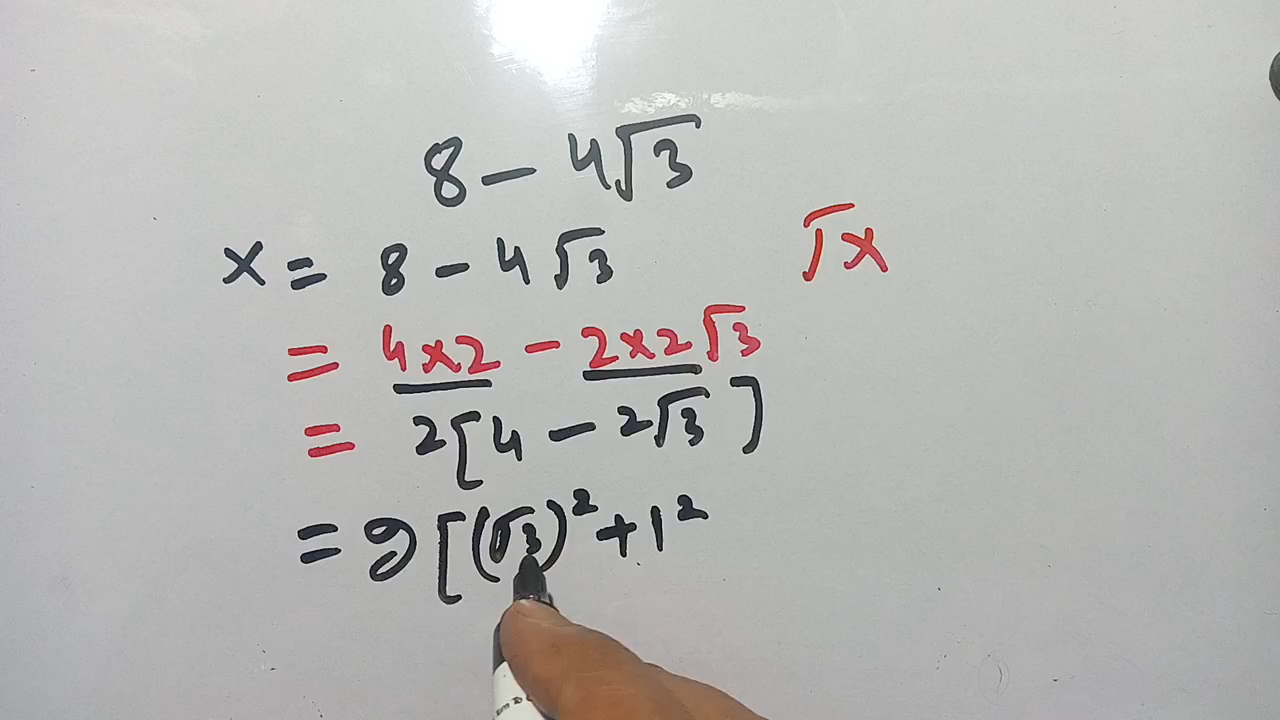 8 - 4√3
x = 8 - 4√3
√x
= 4×2 - 2×2√3
= 2[4 - 2√3]
= 2[(√3)² + 1²